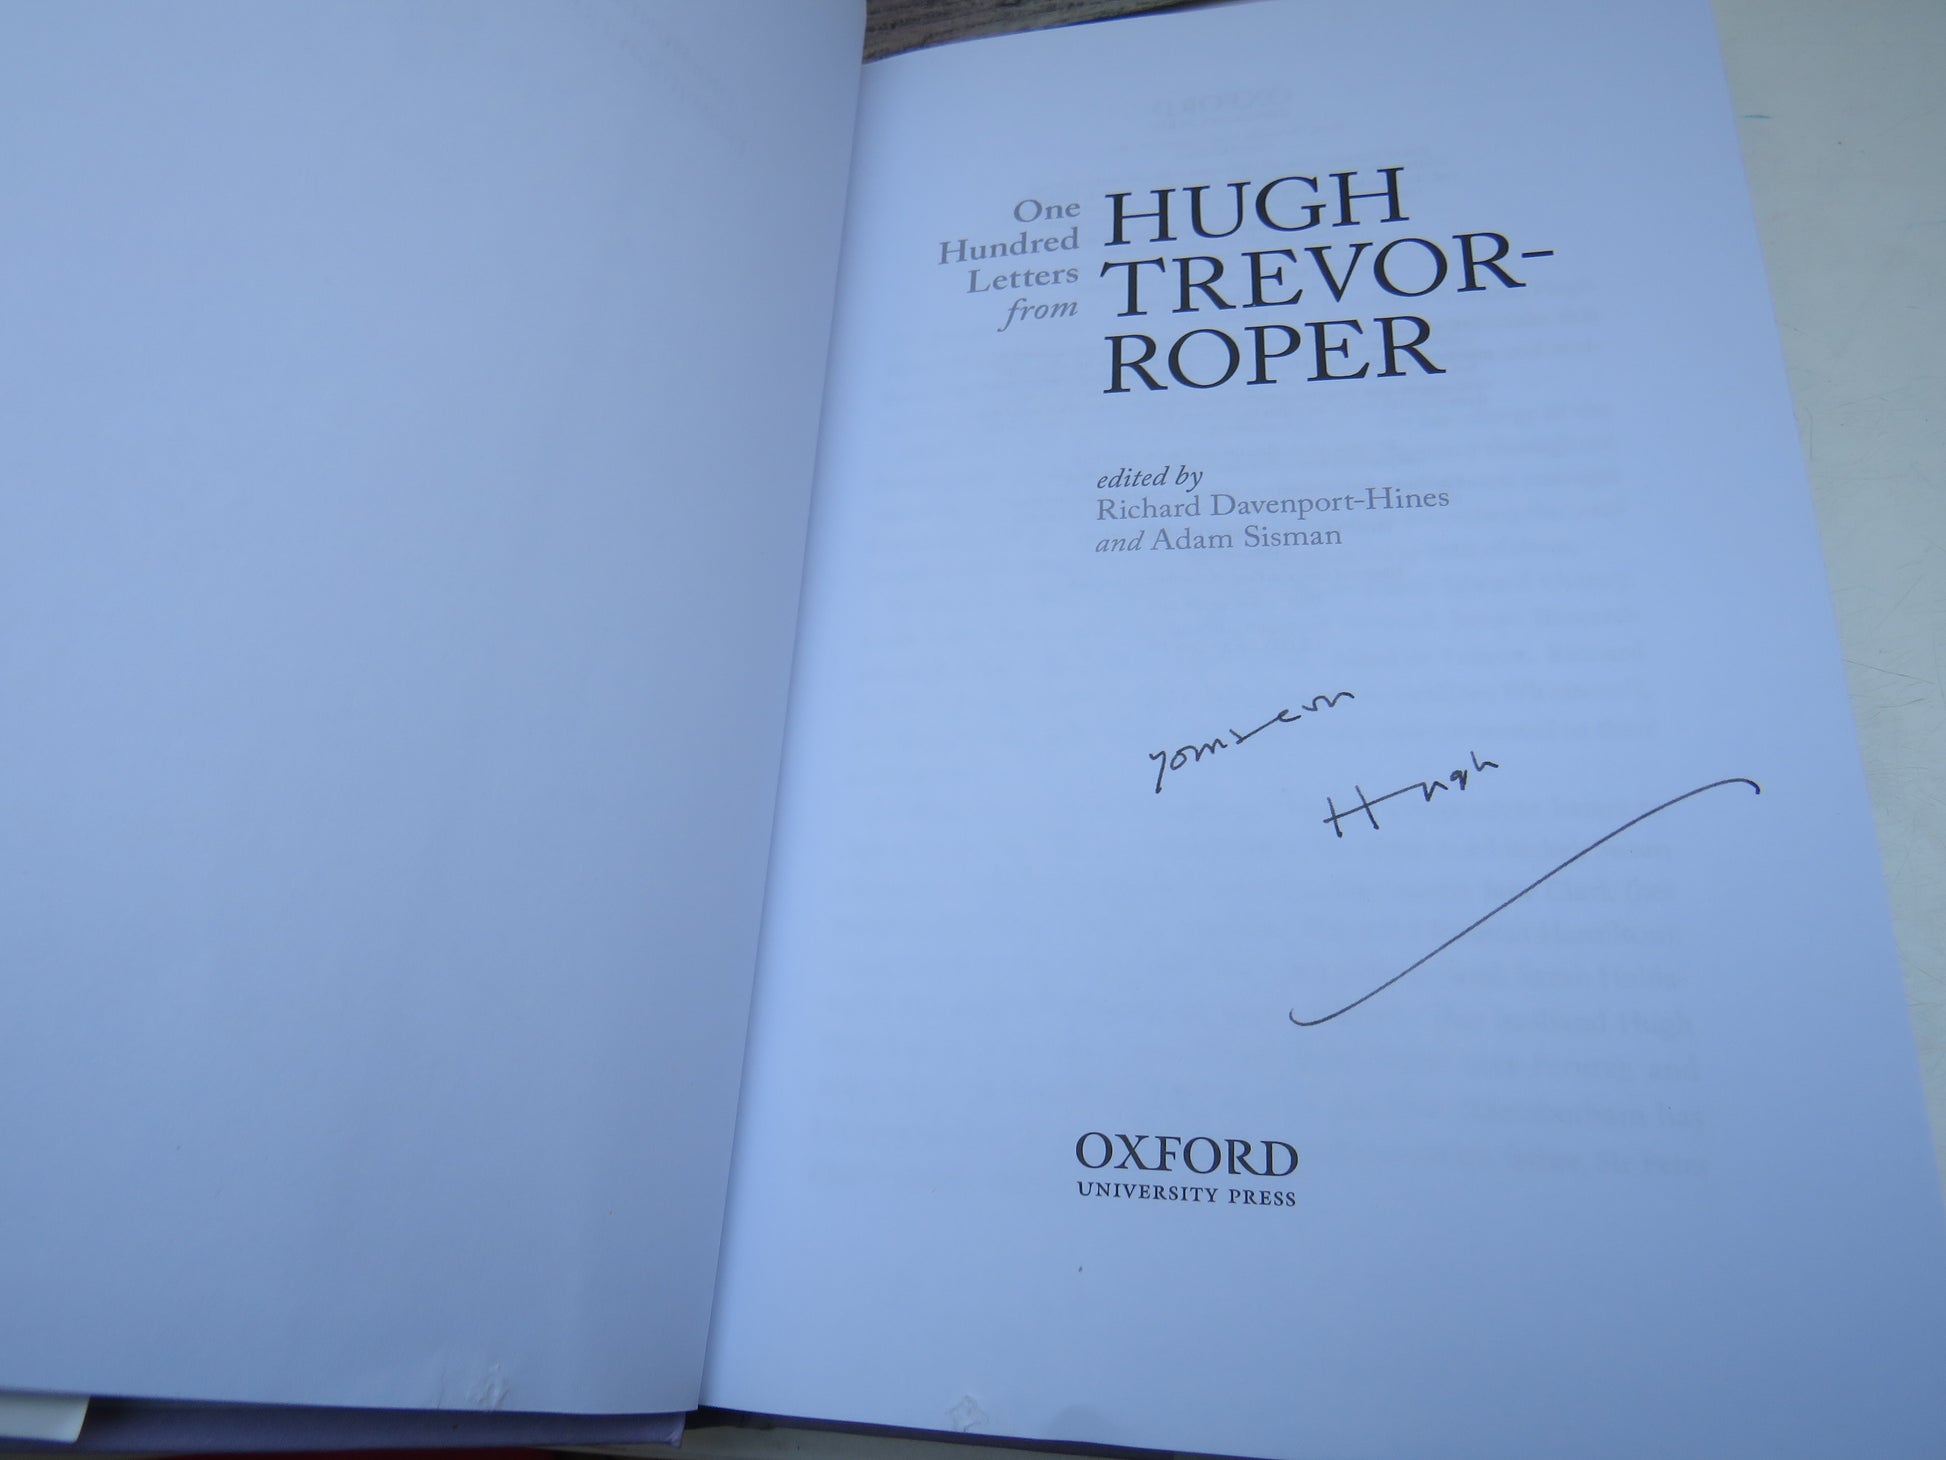 One
Hundred
Letters
from
HUGH
TREVOR-
ROPER
edited by
Richard Davenport-Hines
and Adam Sisman
Hugh
OXFORD
UNIVERSITY PRESS